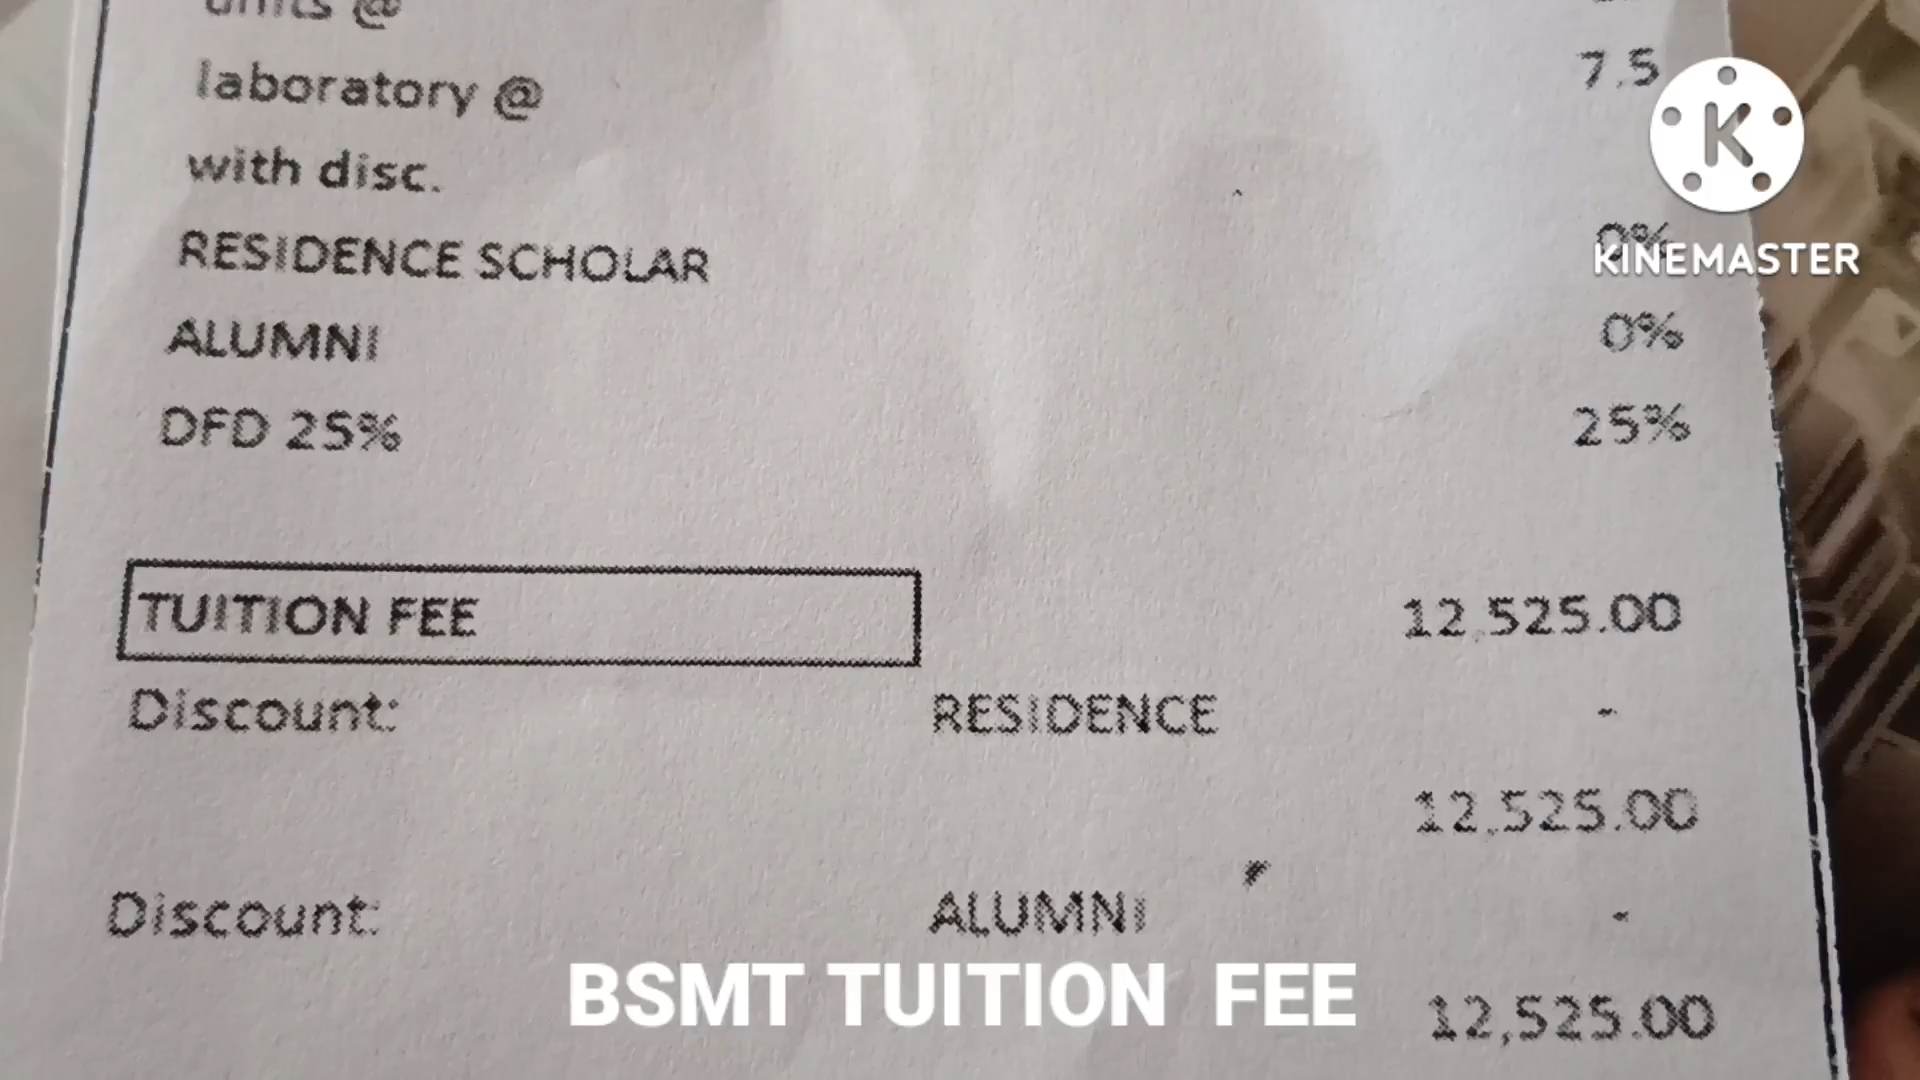 units @
laboratory @ 7.5
with disc.
RESIDENCE SCHOLAR 0%
ALUMNI 0%
DFD 25% 25%
TUITION FEE 12,525.00
Discount: RESIDENCE -
12,525.00
Discount: ALUMNI -
12,525.00
K
KINEMASTER
BSMT TUITION FEE